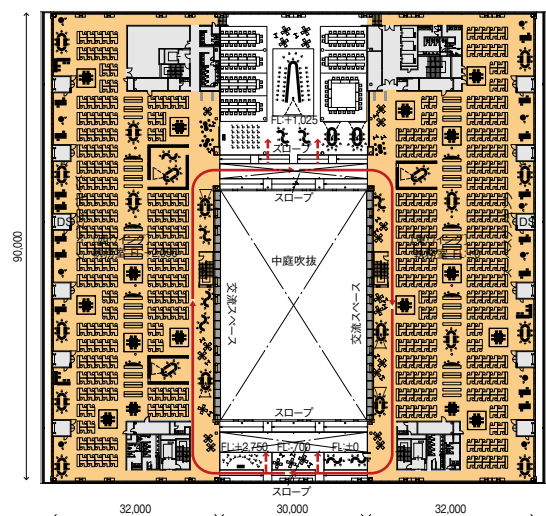 FL:+1,025
スロープ
スロープ
DS
DS
中庭吹抜
交流スペース
交流スペース
90,000
スロープ
FL:+2,750
FL:+0
スロープ
32,000
30,000
32,000